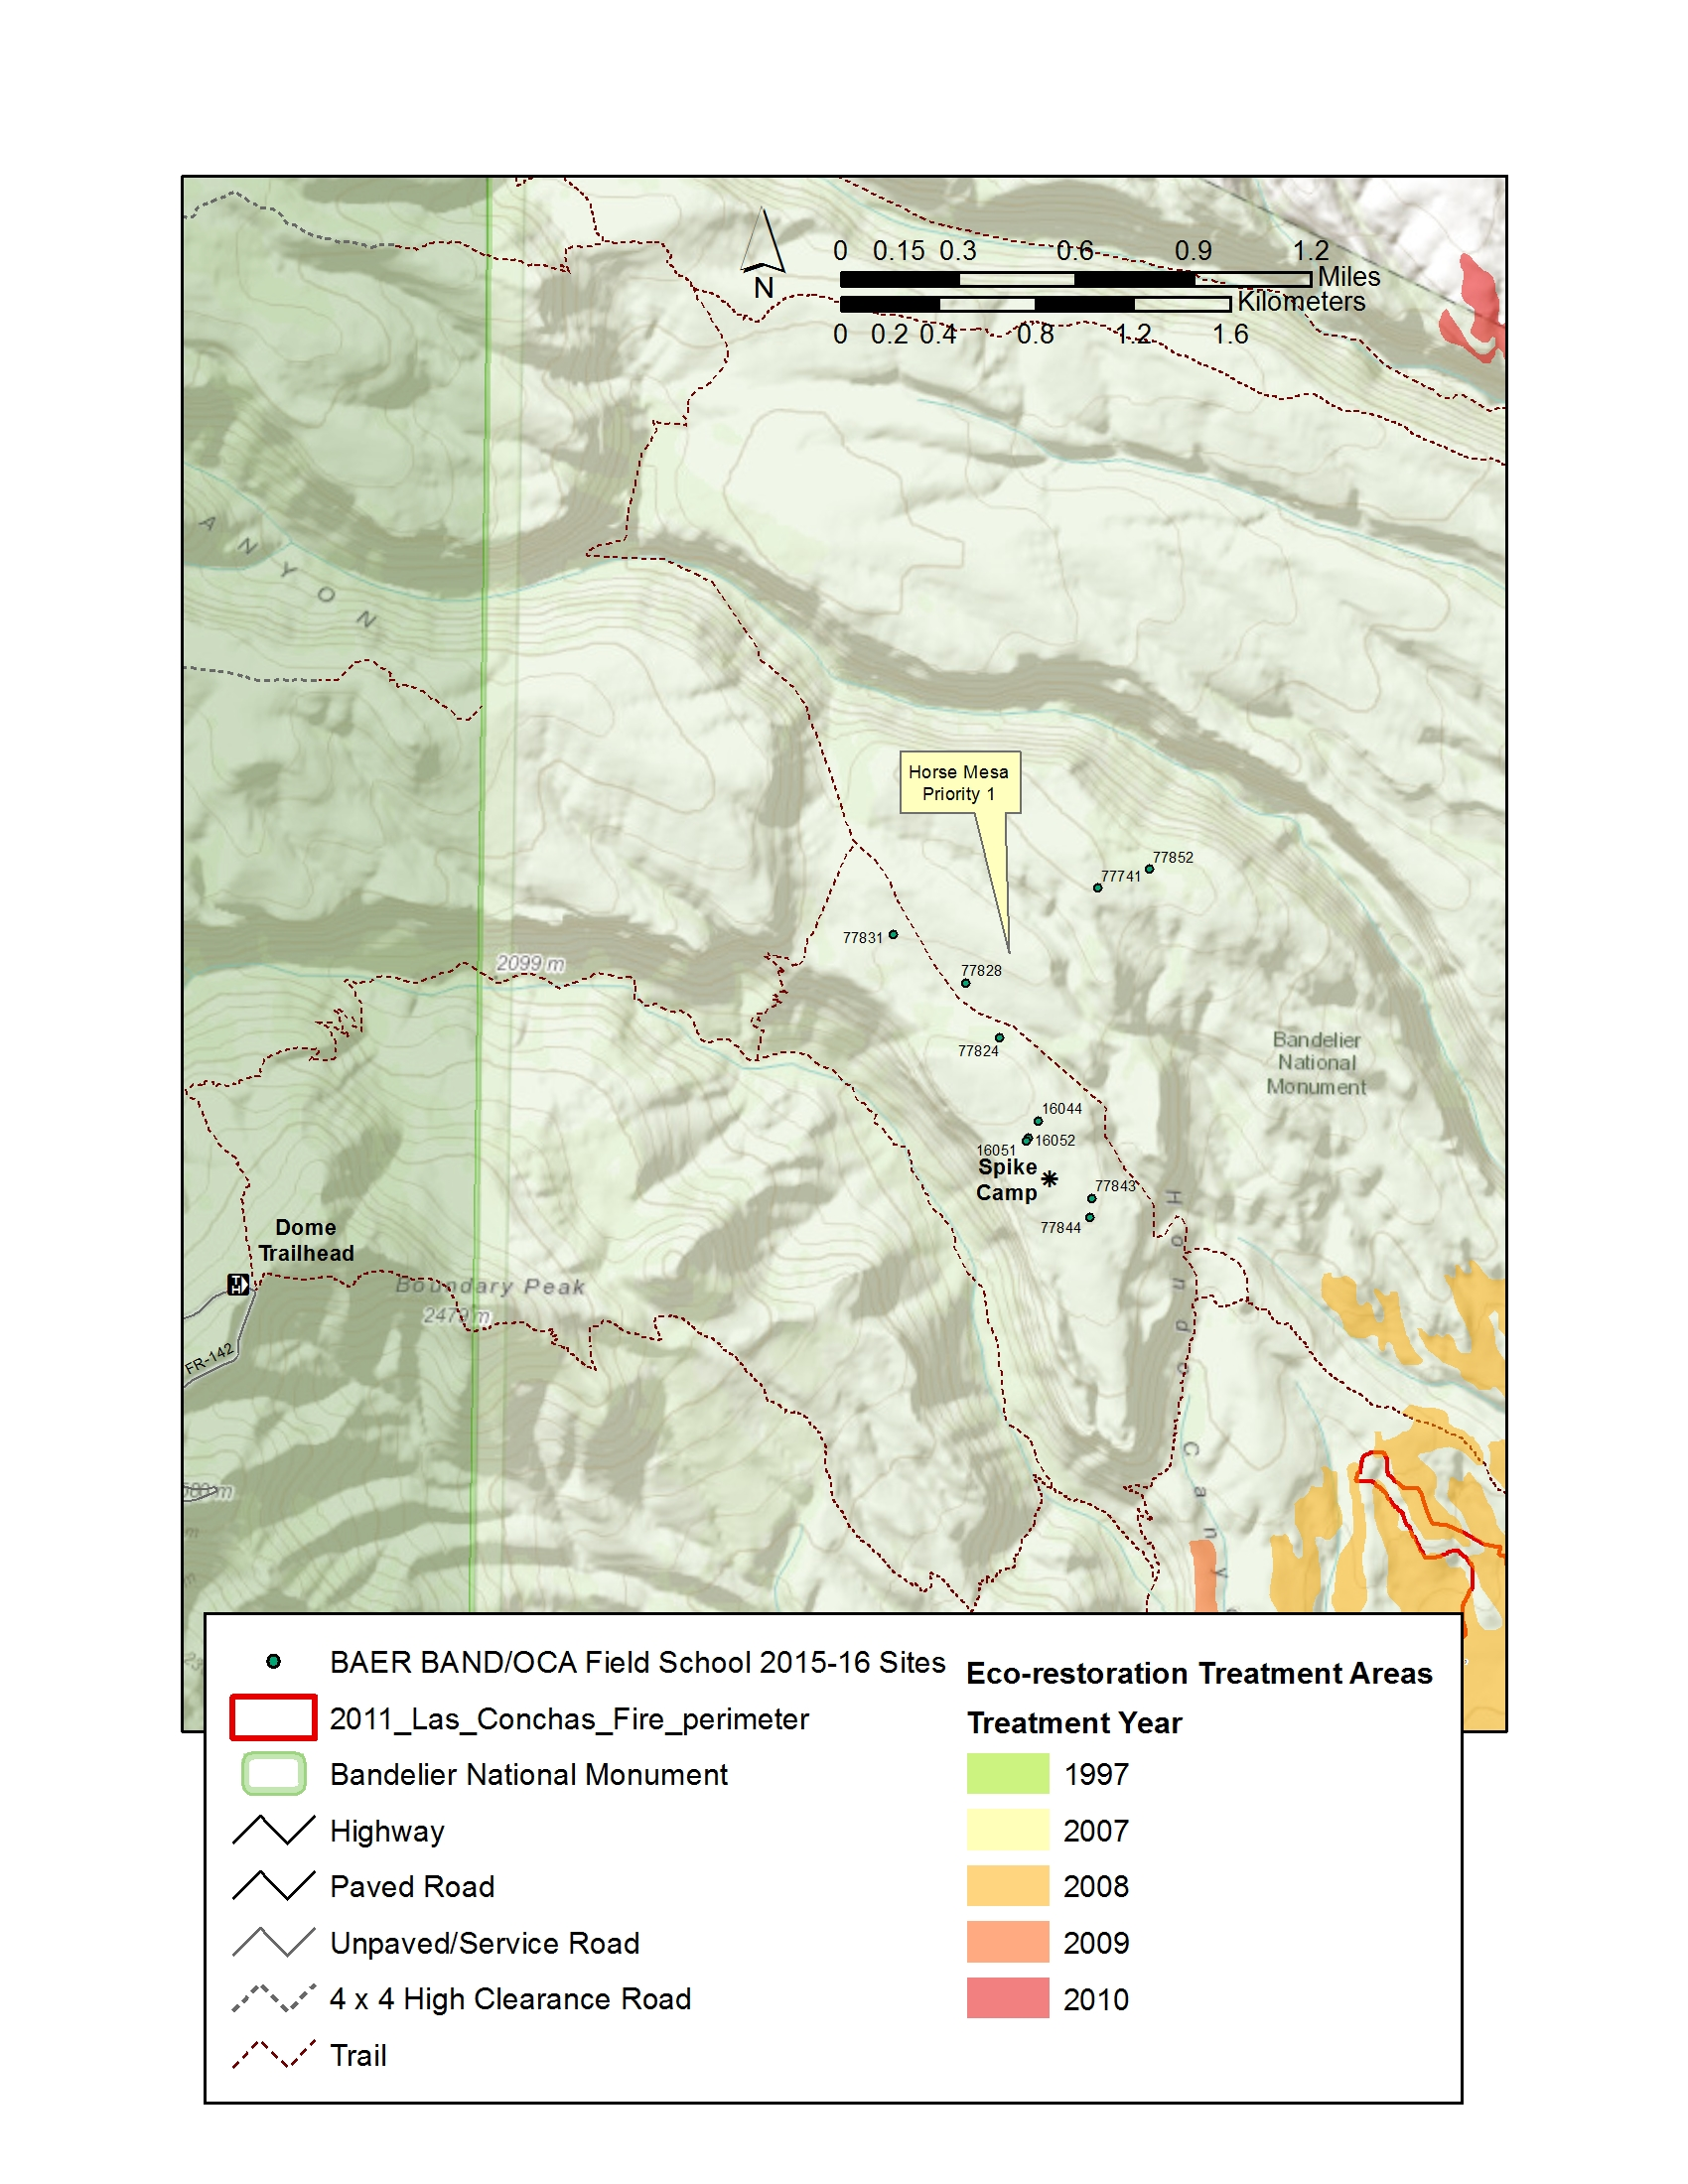 0 0.15 0.3 0.6 0.9 1.2
Miles
Kilometers
0 0.2 0.4 0.8 1.2 1.6
N
A N Y O N
Horse Mesa
Priority 1
77852
77741
77831
2099 m
77828
77824
Bandelier
National
Monument
16044
16052
16051
Spike
Camp
77843
77844
Hondo Cany
Dome
Trailhead
TH
Boundary Peak
2479 m
FR-142
BAER BAND/OCA Field School 2015-16 Sites
2011_Las_Conchas_Fire_perimeter
Bandelier National Monument
Highway
Paved Road
Unpaved/Service Road
4 x 4 High Clearance Road
Trail
Eco-restoration Treatment Areas
Treatment Year
1997
2007
2008
2009
2010